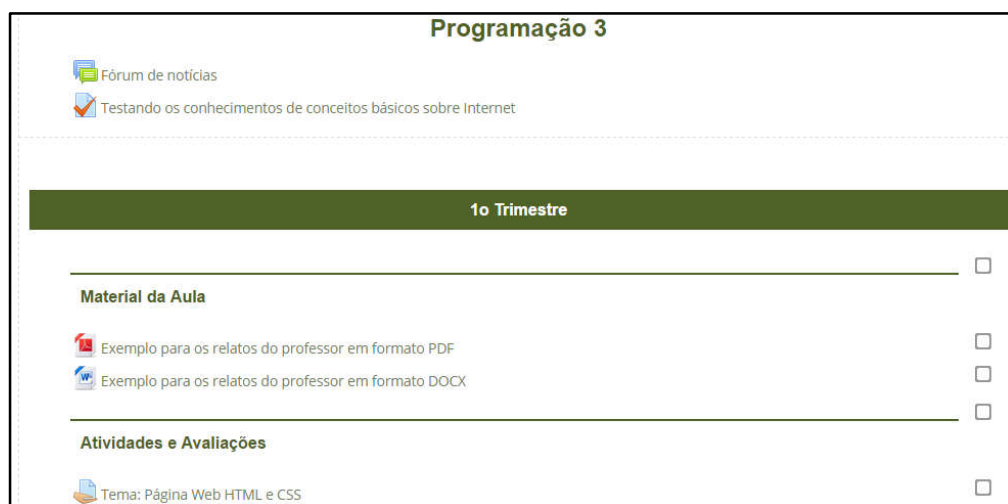 Programação 3
Fórum de notícias
Testando os conhecimentos de conceitos básicos sobre Internet
1o Trimestre
Material da Aula
Exemplo para os relatos do professor em formato PDF
Exemplo para os relatos do professor em formato DOCX
Atividades e Avaliações
Tema: Página Web HTML e CSS